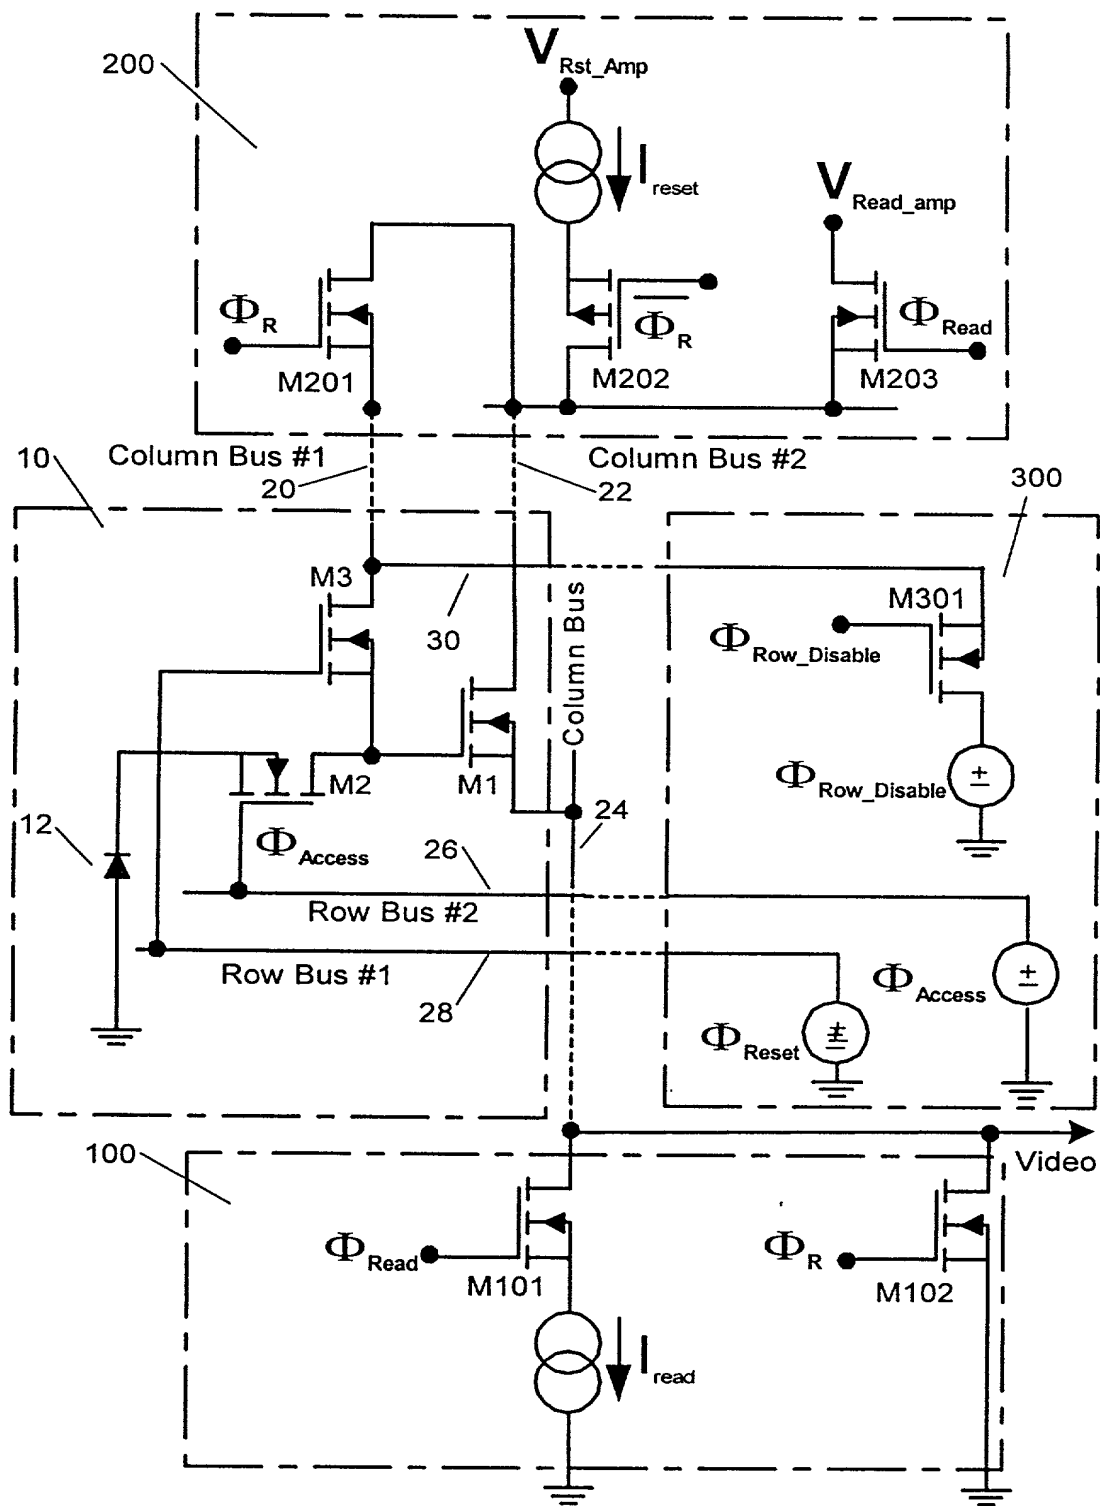 200
V Rst_Amp
I reset
V Read_amp
Φ R
M201
Φ R
M202
Φ Read
M203
10
Column Bus #1
20
22
Column Bus #2
300
M3
30
Column Bus
M301
Φ Row_Disable
M2
M1
Φ Row_Disable
12
Φ Access
24
26
Row Bus #2
Row Bus #1
28
Φ Access
Φ Reset
100
Video
Φ Read
M101
Φ R
M102
I read